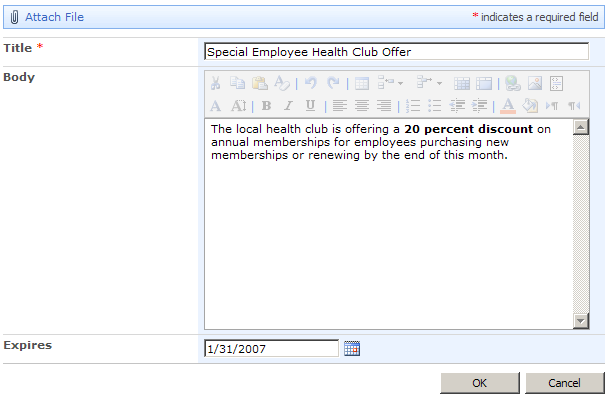 Attach File * indicates a required field
Title * Special Employee Health Club Offer
Body
A A B I U A
The local health club is offering a 20 percent discount on
annual memberships for employees purchasing new
memberships or renewing by the end of this month.
Expires 1/31/2007
OK Cancel